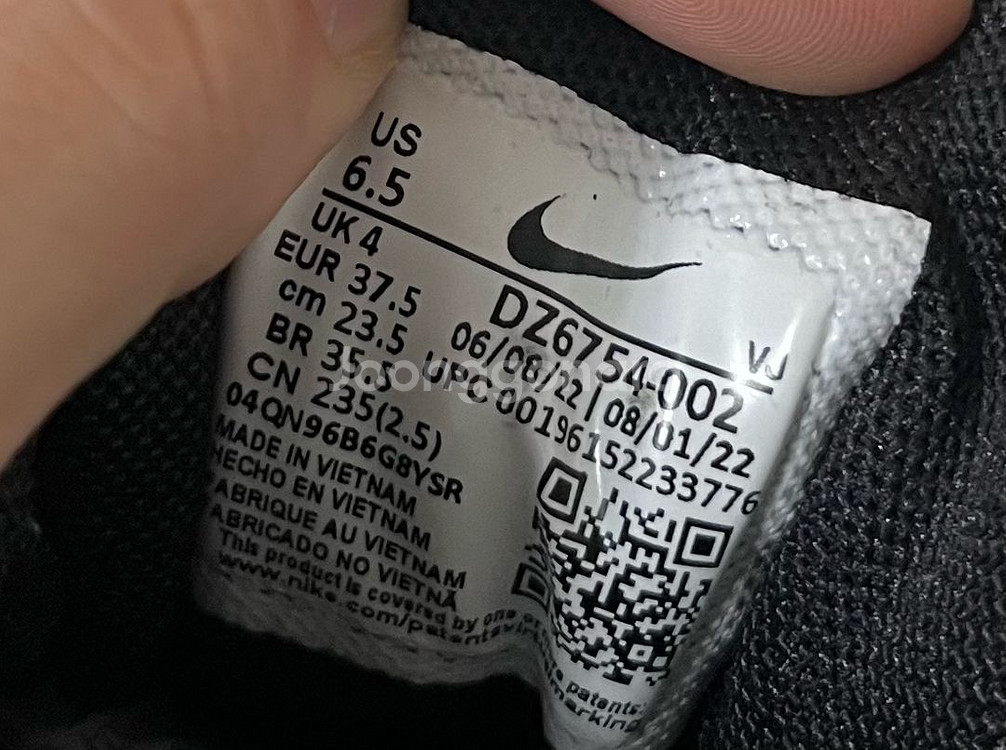 US
6.5
UK 4
EUR 37.5
cm 23.5
BR 35.5
CN 235(2.5)
04QN96B6G8YSR
MADE IN VIETNAM
HECHO EN VIETNAM
FABRIQUE AU VIETNAM
FABRICADO NO VIETNÃ
This product is covered by one or
www.nike.com/patents
patents:
VJ
DZ6754-002
06/08/22 | 08/01/22
UPC 00196152233776